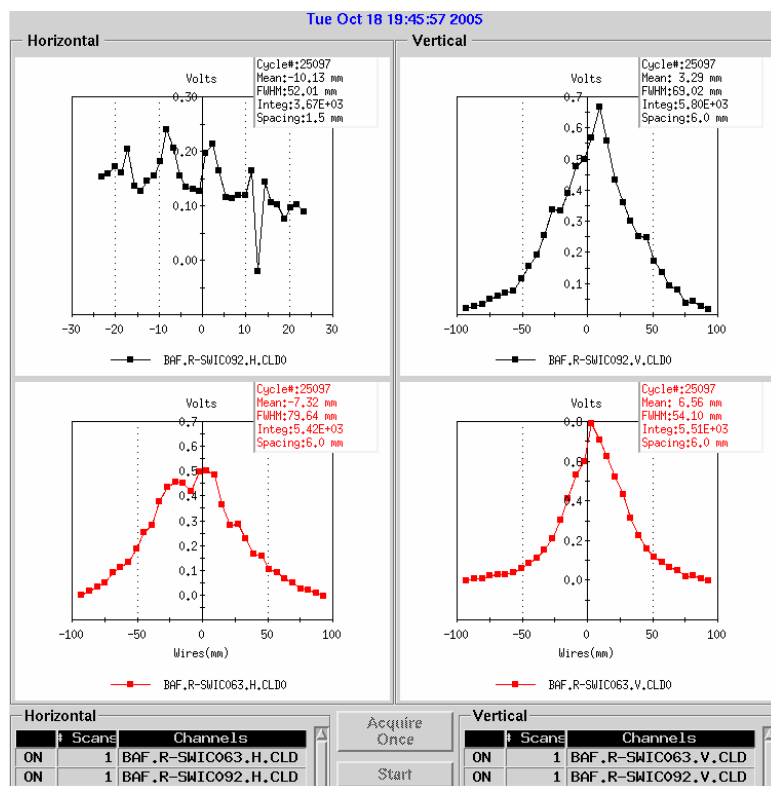 Tue Oct 18 19:45:57 2005
Horizontal
Vertical
Cycle#:25097
Mean:-10.13 mm
FWHM:52.01 mm
Integ:3.67E+03
Spacing:1.5 mm
Volts
0.30
0.20
0.10
0.00
-30 -20 -10 0 10 20 30
BAF.R-SWIC092.H.CLD0
Cycle#:25097
Mean: 3.29 mm
FWHM:69.02 mm
Integ:5.80E+03
Spacing:6.0 mm
Volts
0.7
0.6
0.5
0.4
0.3
0.2
0.1
-100 -50 0 50 100
BAF.R-SWIC092.V.CLD0
Cycle#:25097
Mean:-7.32 mm
FWHM:79.64 mm
Integ:5.42E+03
Spacing:6.0 mm
Volts
0.7
0.6
0.5
0.4
0.3
0.2
0.1
0.0
-100 -50 0 50 100
Wires(mm)
BAF.R-SWIC063.H.CLD0
Cycle#:25097
Mean: 6.56 mm
FWHM:54.10 mm
Integ:5.51E+03
Spacing:6.0 mm
Volts
0.8
0.6
0.4
0.2
0.0
-100 -50 0 50 100
Wires(mm)
BAF.R-SWIC063.V.CLD0
Horizontal
# Scans Channels
ON 1 BAF.R-SWIC063.H.CLD
ON 1 BAF.R-SWIC092.H.CLD
Acquire
Once
Start
Vertical
# Scans Channels
ON 1 BAF.R-SWIC063.V.CLD
ON 1 BAF.R-SWIC092.V.CLD